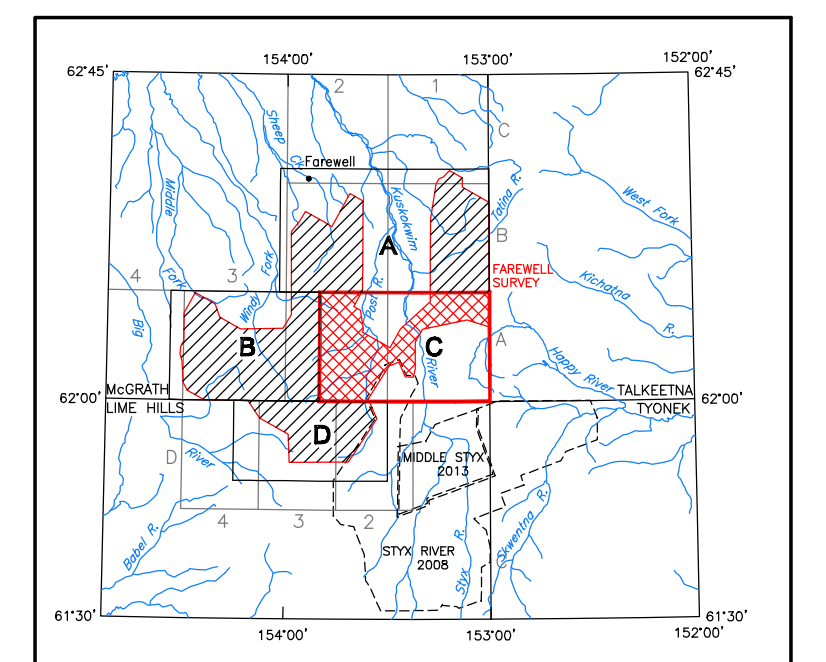 154°00'
153°00'
152°00'
62°45'
62°45'
2
1
Sheep
Ck.
C
Farewell
Middle
Kuskokwim
Tatina R.
West Fork
A
B
4
3
Fork
Windy Fork
Post R.
FAREWELL
SURVEY
Kichatna
R.
Big
B
C
A
River
Happy River
McGRATH
TALKEETNA
62°00'
62°00'
LIME HILLS
TYONEK
D
D
River
MIDDLE STYX
2013
4
3
2
Babel R.
STYX RIVER
2008
Styx R.
Skwentna R.
C
61°30'
61°30'
154°00'
153°00'
152°00'